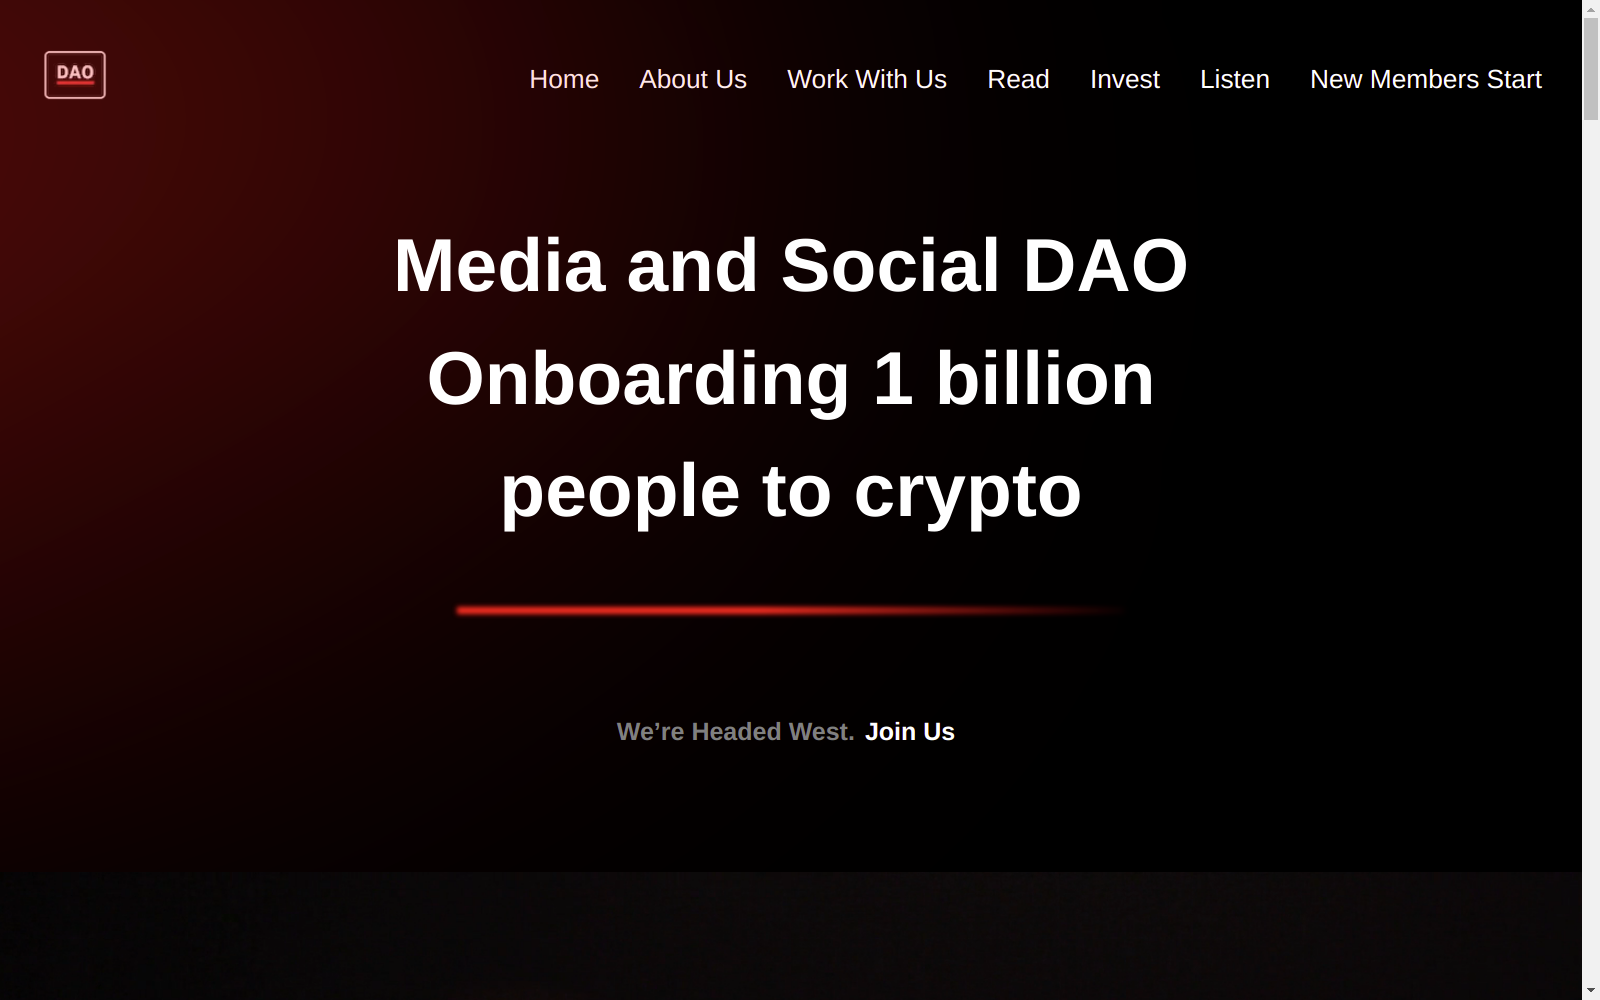 DAO
Home
About Us
Work With Us
Read
Invest
Listen
New Members Start
Media and Social DAO
Onboarding 1 billion
people to crypto
We’re Headed West. Join Us